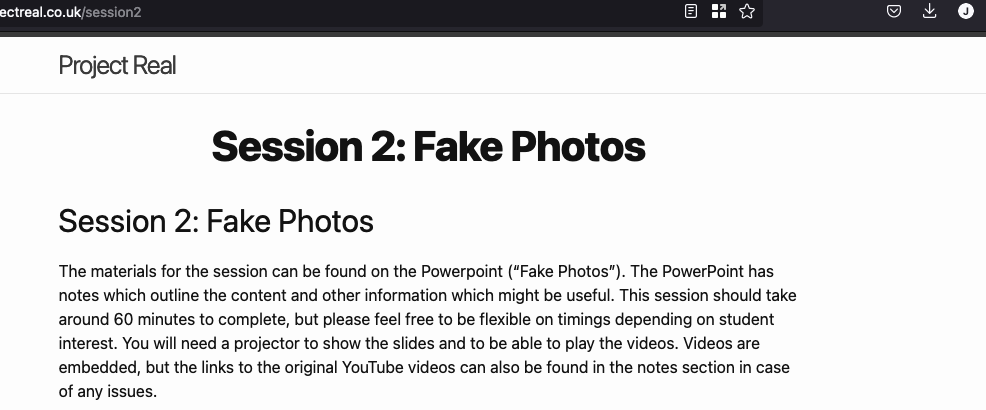 ectreal.co.uk/session2
J
Project Real
Session 2: Fake Photos
Session 2: Fake Photos
The materials for the session can be found on the Powerpoint (“Fake Photos”). The PowerPoint has
notes which outline the content and other information which might be useful. This session should take
around 60 minutes to complete, but please feel free to be flexible on timings depending on student
interest. You will need a projector to show the slides and to be able to play the videos. Videos are
embedded, but the links to the original YouTube videos can also be found in the notes section in case
of any issues.